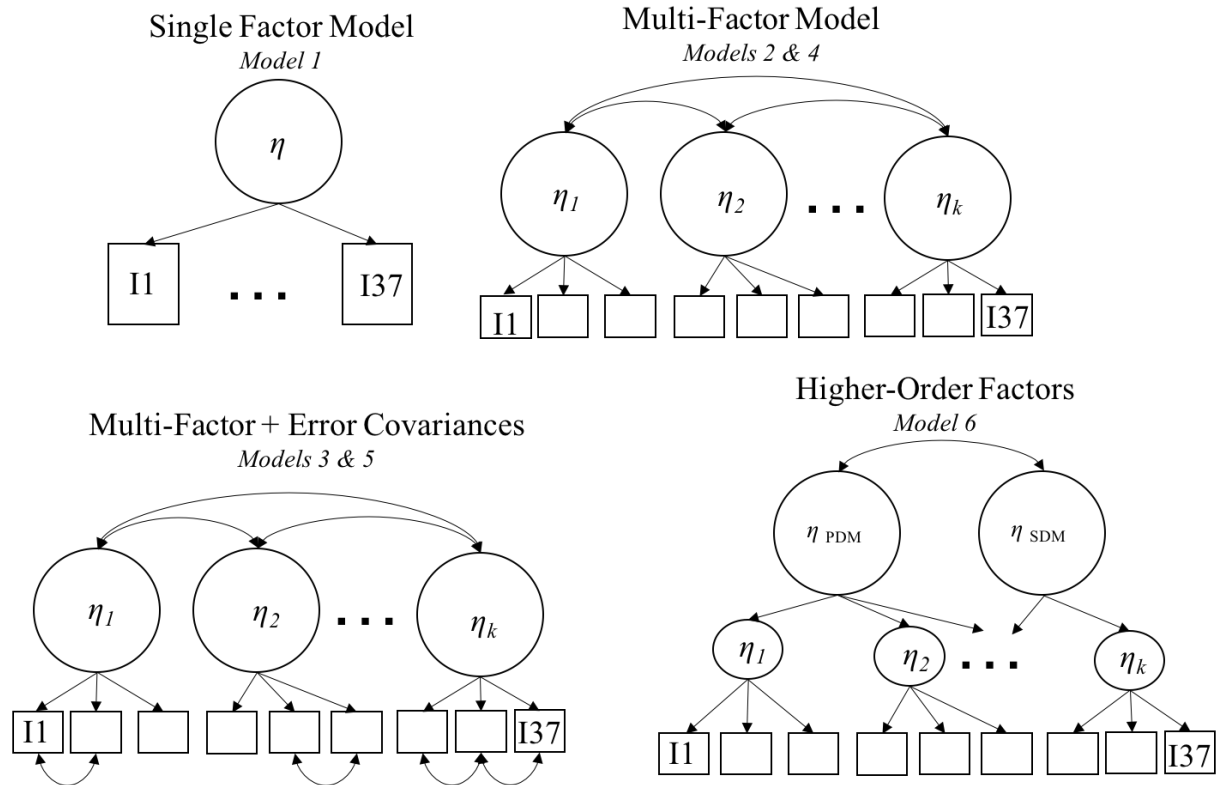 Single Factor Model
Model 1
η
I1
...
I37
Multi-Factor Model
Models 2 & 4
η1
η2
...
ηk
I1
I37
Multi-Factor + Error Covariances
Models 3 & 5
η1
η2
...
ηk
I1
I37
Higher-Order Factors
Model 6
η PDM
η SDM
η1
η2
...
ηk
I1
I37